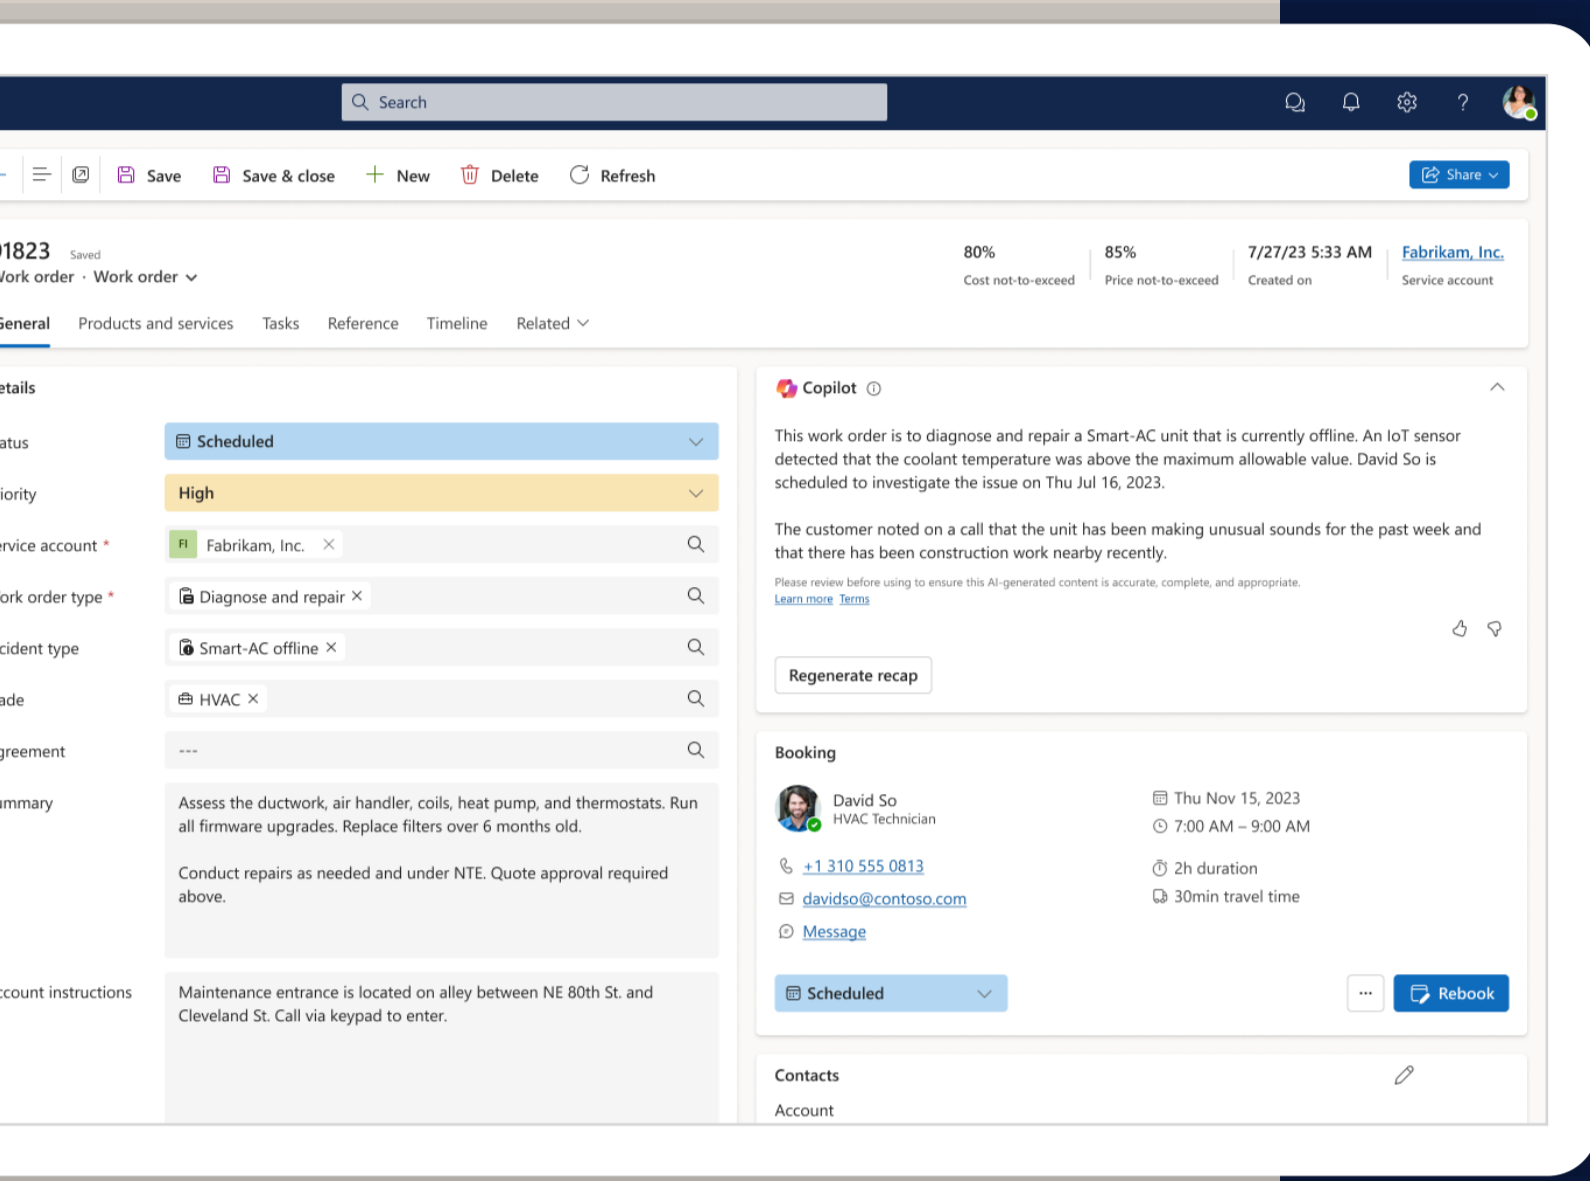 Search
Save
Save & close
New
Delete
Refresh
Share
01823 Saved
Work order · Work order
80%
Cost not-to-exceed
85%
Price not-to-exceed
7/27/23 5:33 AM
Created on
Fabrikam, Inc.
Service account
General
Products and services
Tasks
Reference
Timeline
Related
etails
atus
Scheduled
iority
High
ervice account *
FI Fabrikam, Inc.
ork order type *
Diagnose and repair
cident type
Smart-AC offline
ade
HVAC
greement
---
ummary
Assess the ductwork, air handler, coils, heat pump, and thermostats. Run
all firmware upgrades. Replace filters over 6 months old.
Conduct repairs as needed and under NTE. Quote approval required
above.
ccount instructions
Maintenance entrance is located on alley between NE 80th St. and
Cleveland St. Call via keypad to enter.
Copilot
This work order is to diagnose and repair a Smart-AC unit that is currently offline. An IoT sensor
detected that the coolant temperature was above the maximum allowable value. David So is
scheduled to investigate the issue on Thu Jul 16, 2023.
The customer noted on a call that the unit has been making unusual sounds for the past week and
that there has been construction work nearby recently.
Please review before using to ensure this AI-generated content is accurate, complete, and appropriate.
Learn more Terms
Regenerate recap
Booking
David So
HVAC Technician
+1 310 555 0813
davidso@contoso.com
Message
Thu Nov 15, 2023
7:00 AM – 9:00 AM
2h duration
30min travel time
Scheduled
...
Rebook
Contacts
Account